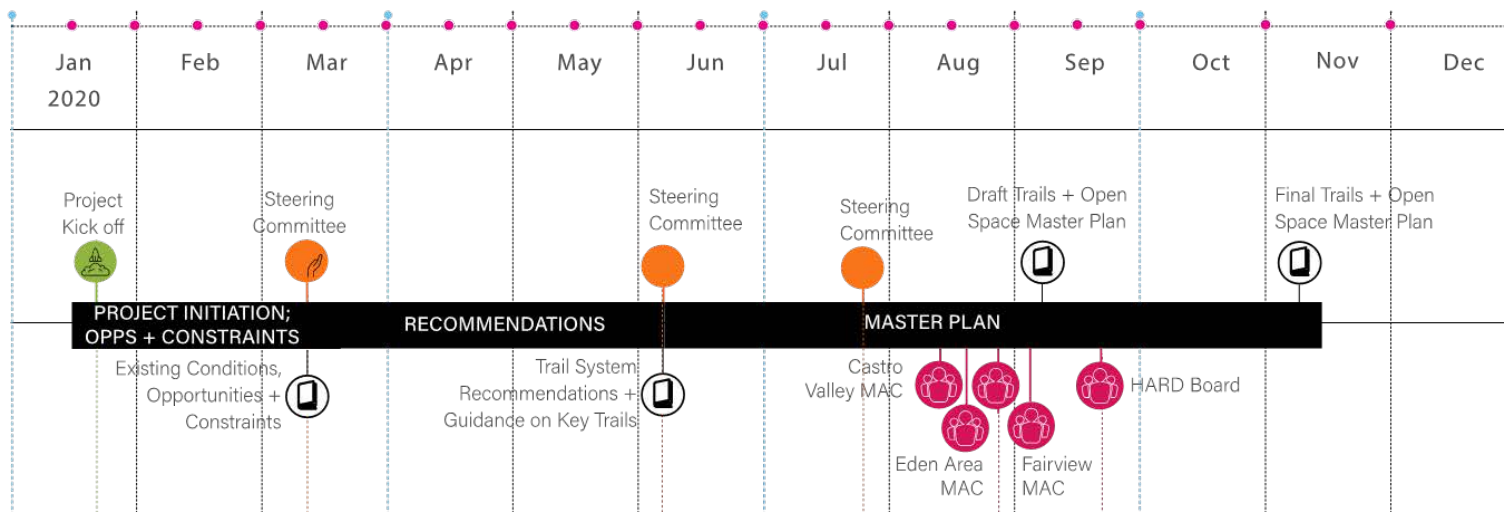 Jan Feb Mar Apr May Jun Jul Aug Sep Oct Nov Dec
2020
Project
Kick off
Steering
Committee
Steering
Committee
Steering
Committee
Draft Trails + Open
Space Master Plan
Final Trails + Open
Space Master Plan
PROJECT INITIATION;
OPPS + CONSTRAINTS
RECOMMENDATIONS
MASTER PLAN
Existing Conditions,
Opportunities +
Constraints
Trail System
Recommendations +
Guidance on Key Trails
Castro
Valley MAC
HARD Board
Eden Area
MAC
Fairview
MAC